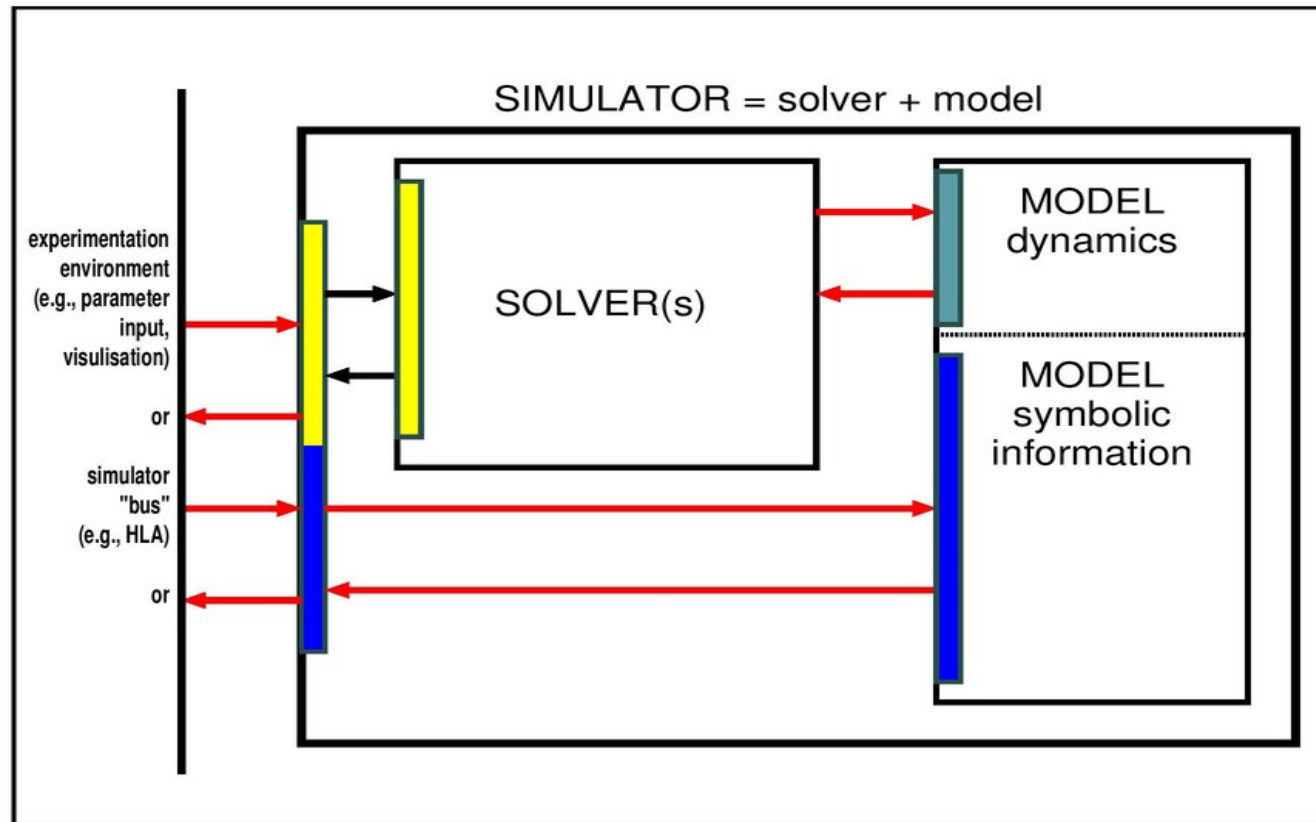 SIMULATOR = solver + model
experimentation
environment
(e.g., parameter
input,
visulisation)
or
simulator
"bus"
(e.g., HLA)
or
SOLVER(s)
MODEL
dynamics
MODEL
symbolic
information